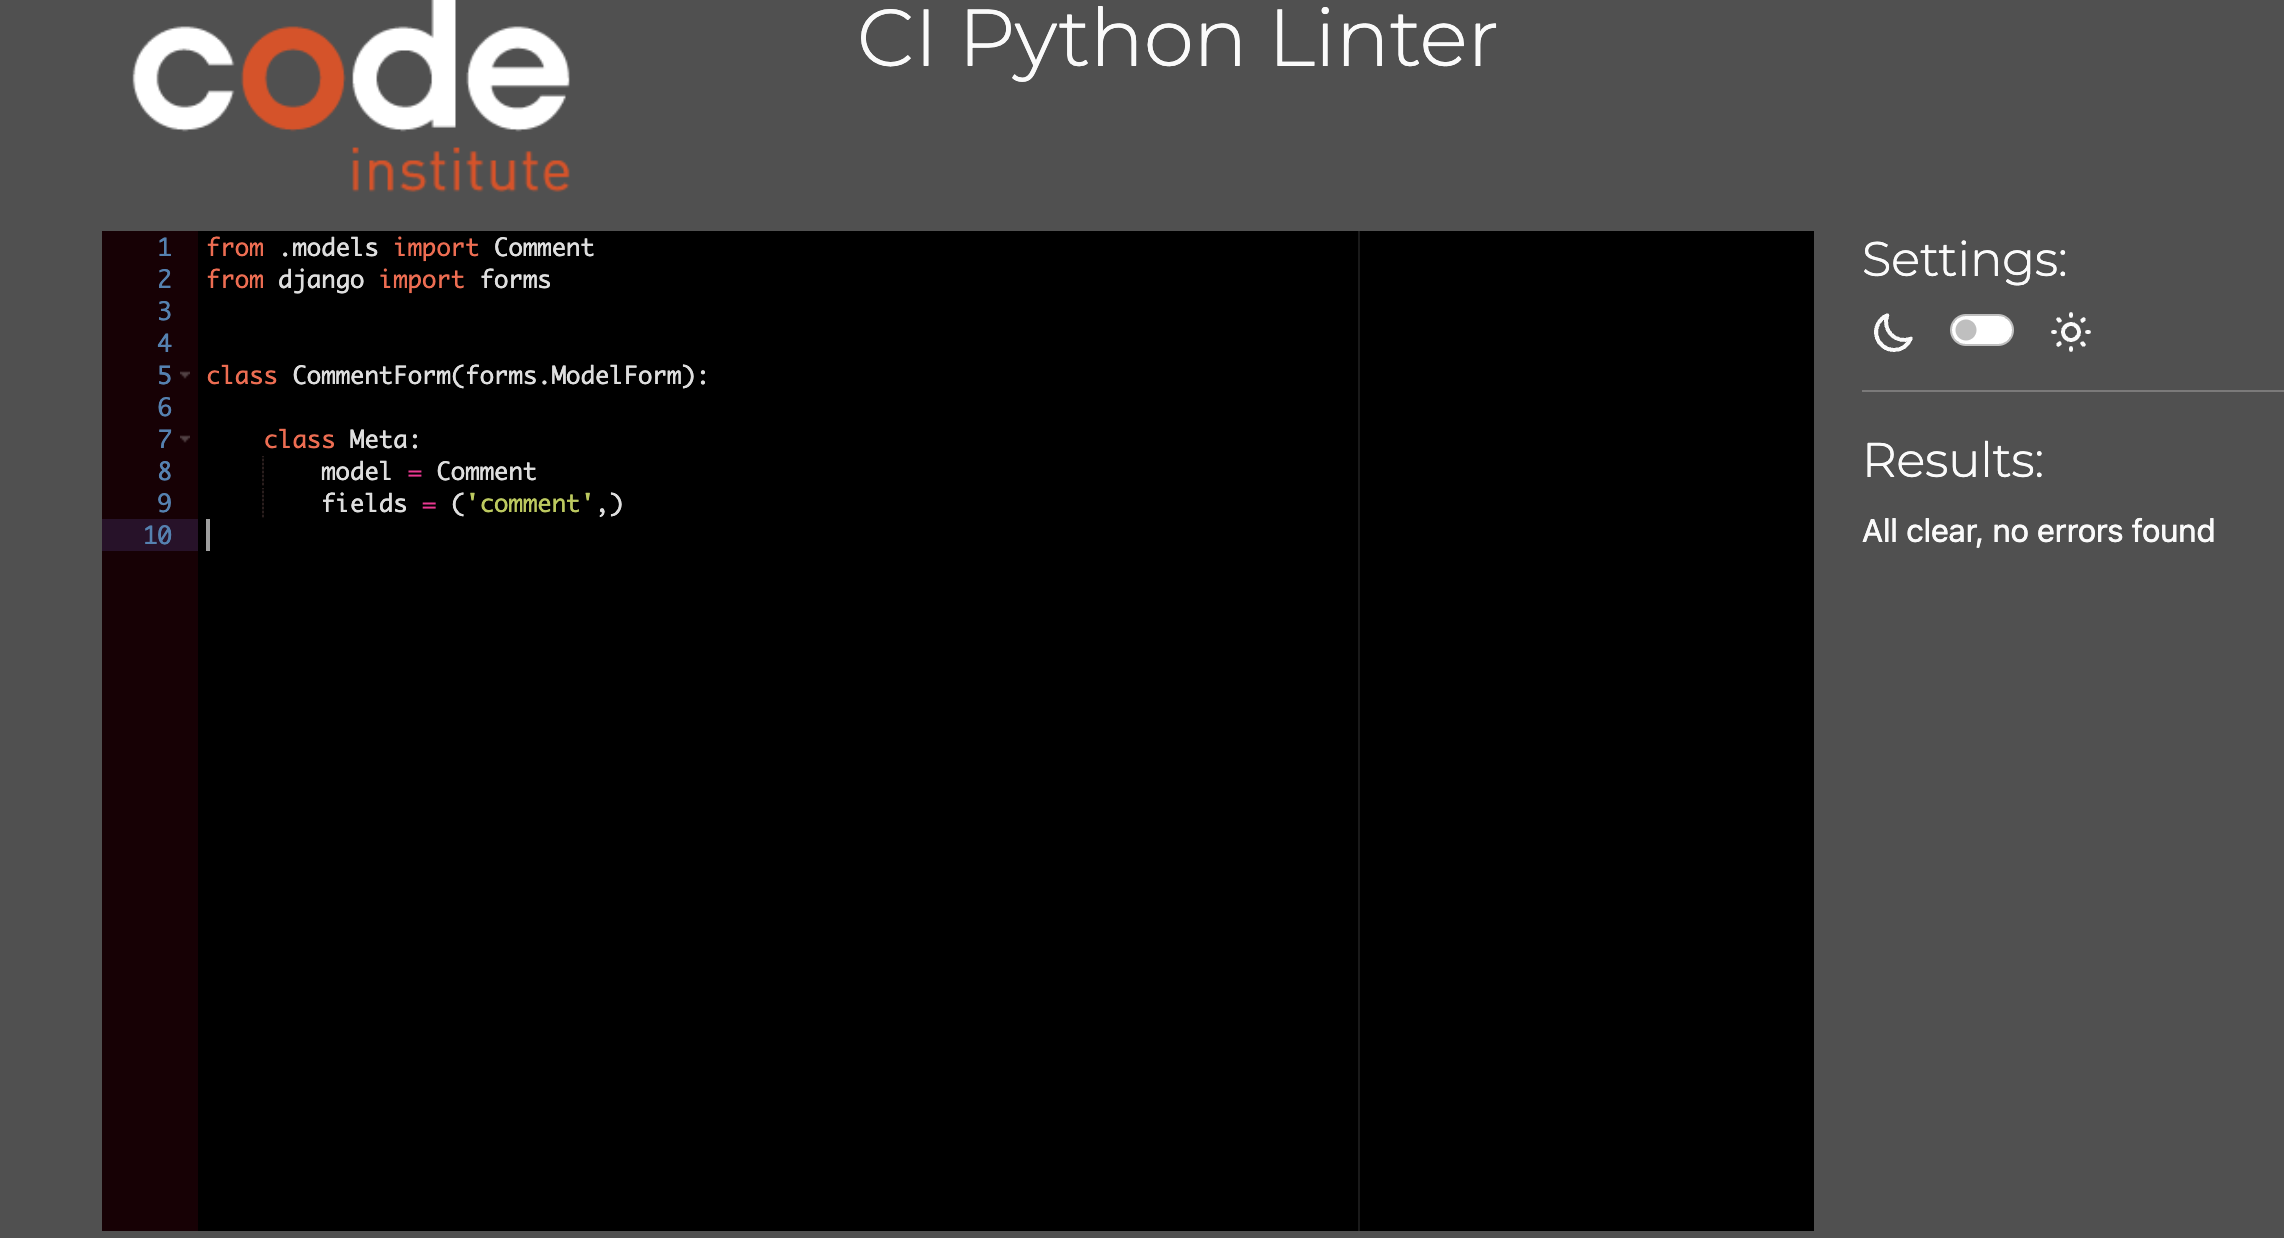 code
institute
CI Python Linter
1 from .models import Comment
2 from django import forms
3
4
5 class CommentForm(forms.ModelForm):
6
7     class Meta:
8         model = Comment
9         fields = ('comment',)
10
Settings:
Results:
All clear, no errors found